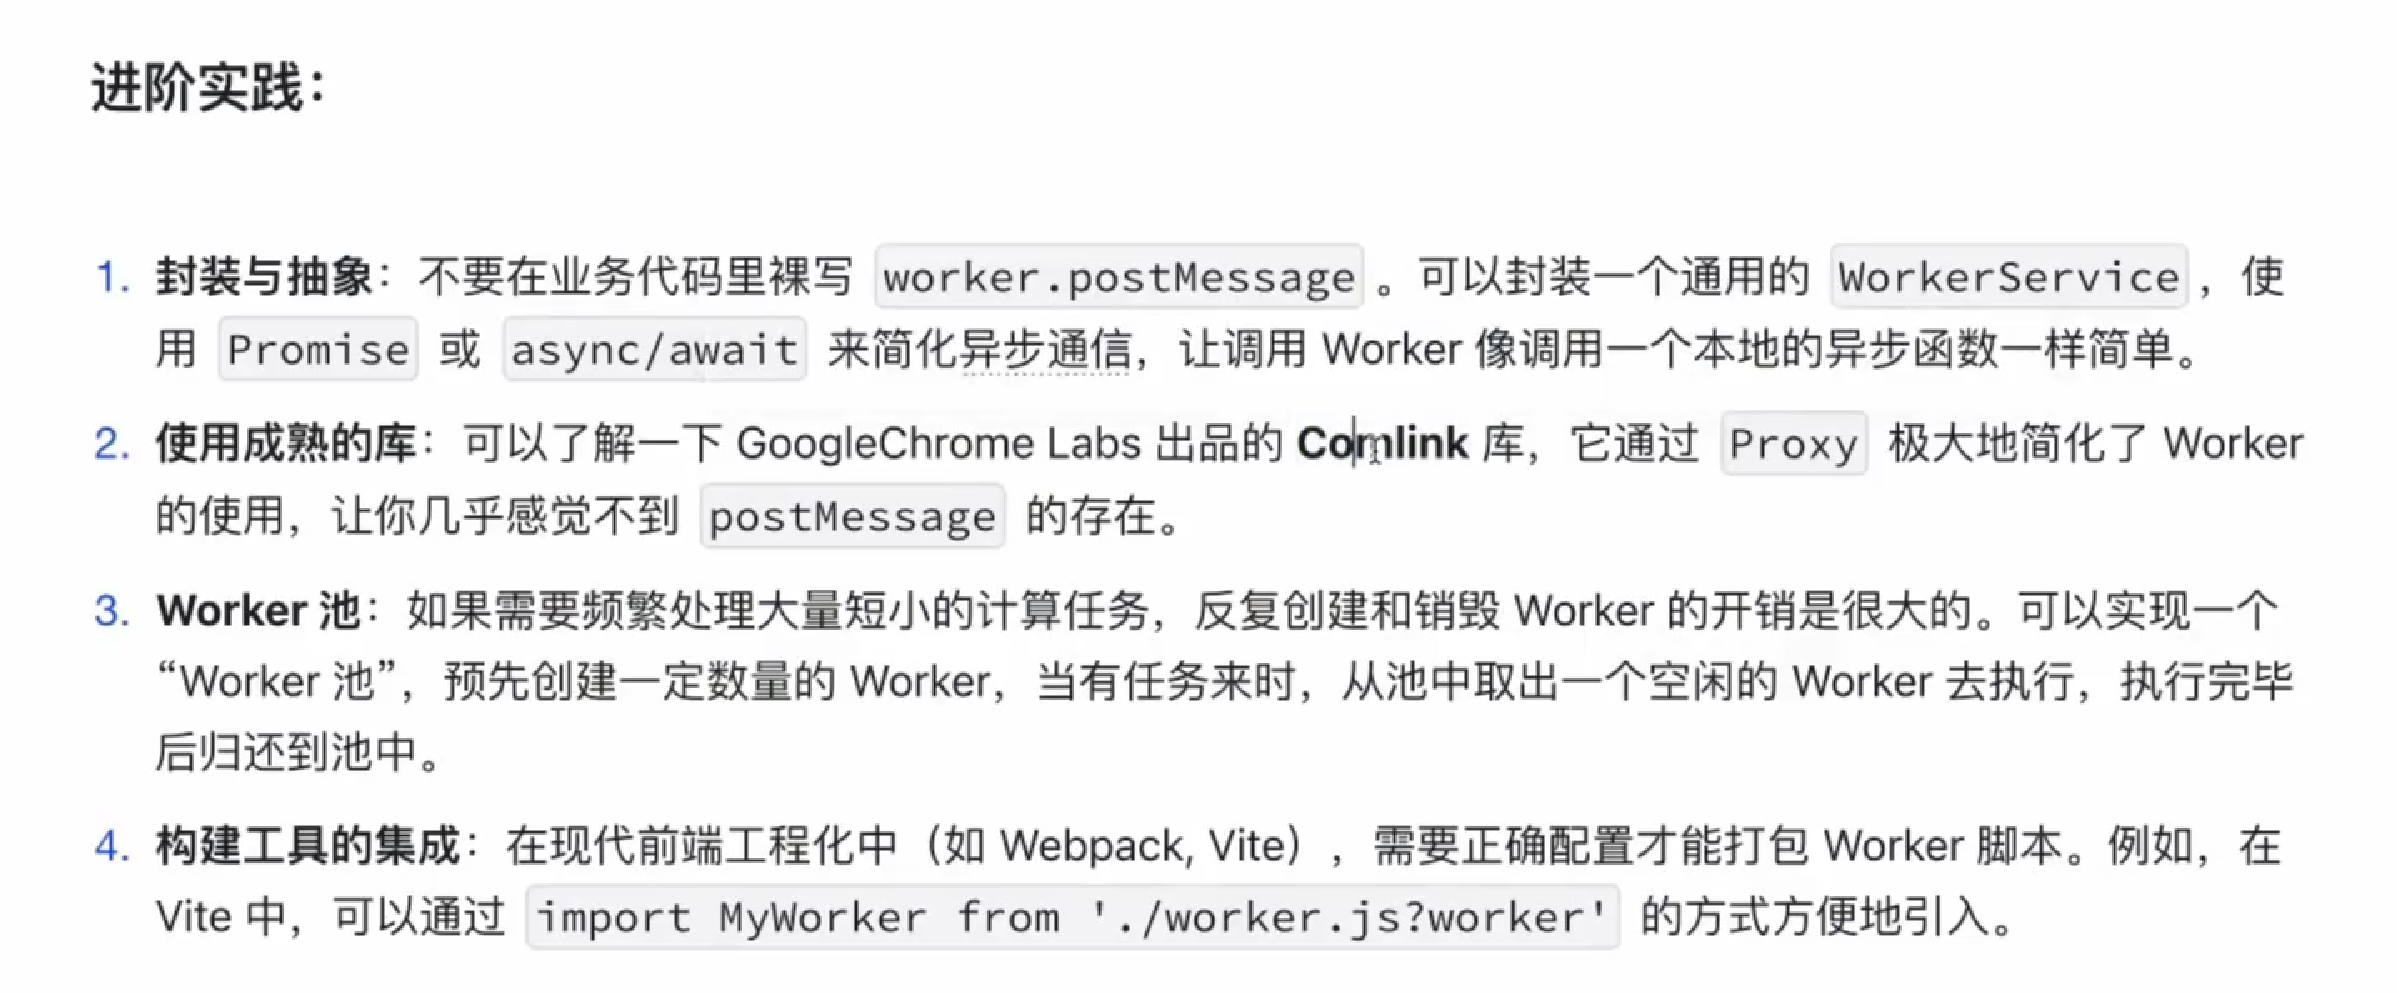 进阶实践：
1. 封装与抽象：不要在业务代码里裸写 worker.postMessage 。可以封装一个通用的 WorkerService ，使
用 Promise 或 async/await 来简化异步通信，让调用 Worker 像调用一个本地的异步函数一样简单。
2. 使用成熟的库：可以了解一下 GoogleChrome Labs 出品的 Comlink 库，它通过 Proxy 极大地简化了 Worker
的使用，让你几乎感觉不到 postMessage 的存在。
3. Worker 池：如果需要频繁处理大量短小的计算任务，反复创建和销毁 Worker 的开销是很大的。可以实现一个
“Worker 池”，预先创建一定数量的 Worker，当有任务来时，从池中取出一个空闲的 Worker 去执行，执行完毕
后归还到池中。
4. 构建工具的集成：在现代前端工程化中（如 Webpack, Vite），需要正确配置才能打包 Worker 脚本。例如，在
Vite 中，可以通过 import MyWorker from './worker.js?worker' 的方式方便地引入。